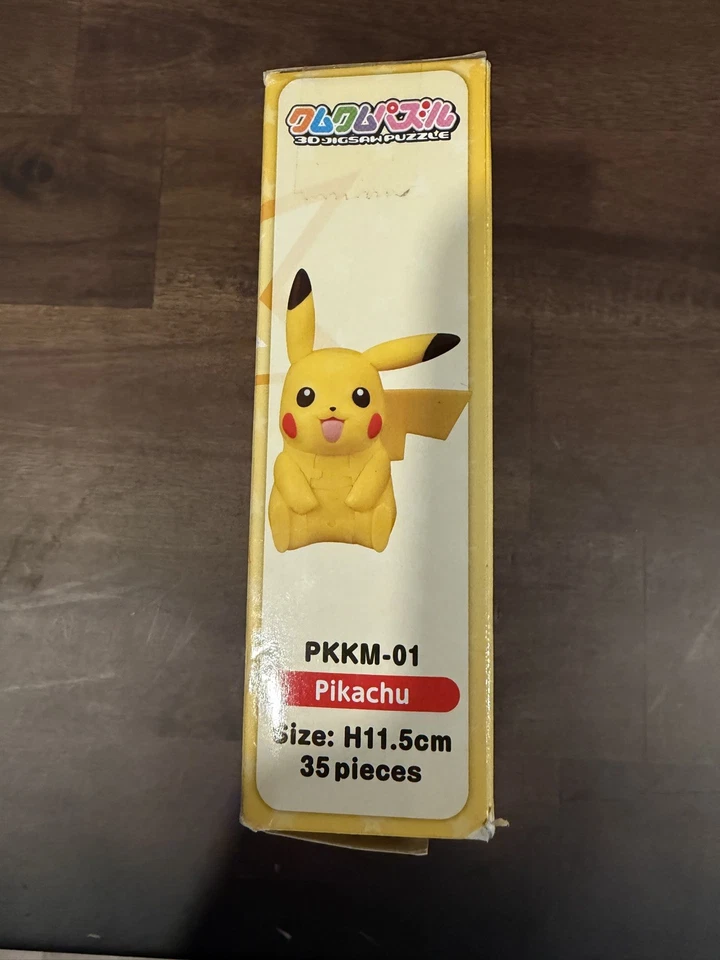 クムクムパズル
3D JIGSAW PUZZLE
PKKM-01
Pikachu
Size: H11.5cm
35 pieces